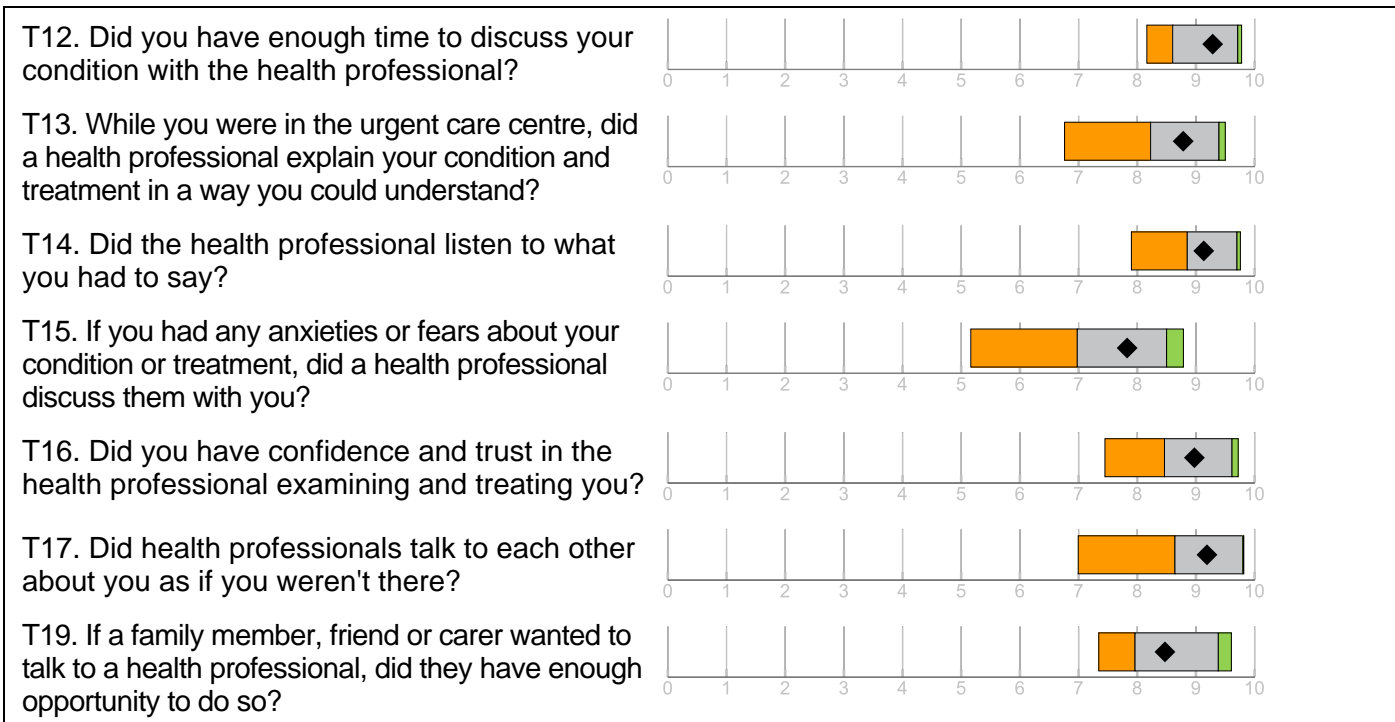 T12. Did you have enough time to discuss your
condition with the health professional?
0 1 2 3 4 5 6 7 8 9 10
T13. While you were in the urgent care centre, did
a health professional explain your condition and
treatment in a way you could understand?
0 1 2 3 4 5 6 7 8 9 10
T14. Did the health professional listen to what
you had to say?
0 1 2 3 4 5 6 7 8 9 10
T15. If you had any anxieties or fears about your
condition or treatment, did a health professional
discuss them with you?
0 1 2 3 4 5 6 7 8 9 10
T16. Did you have confidence and trust in the
health professional examining and treating you?
0 1 2 3 4 5 6 7 8 9 10
T17. Did health professionals talk to each other
about you as if you weren't there?
0 1 2 3 4 5 6 7 8 9 10
T19. If a family member, friend or carer wanted to
talk to a health professional, did they have enough
opportunity to do so?
0 1 2 3 4 5 6 7 8 9 10